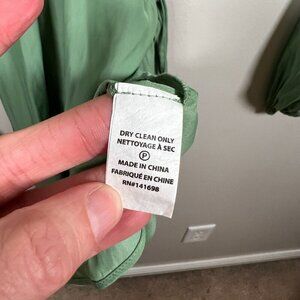 DRY CLEAN ONLY
NETTOYAGE À SEC
P
MADE IN CHINA
FABRIQUÉ EN CHINE
RN#141698